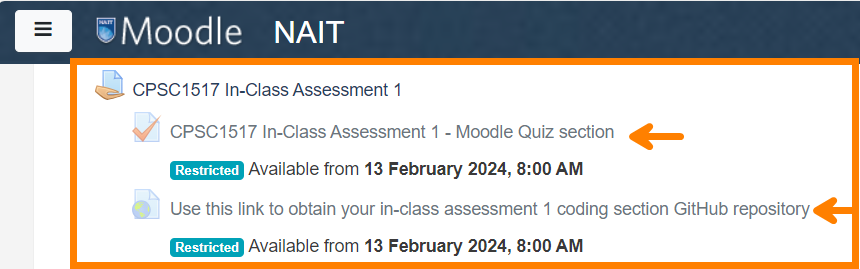 NAIT Moodle NAIT
CPSC1517 In-Class Assessment 1
CPSC1517 In-Class Assessment 1 - Moodle Quiz section
Restricted Available from 13 February 2024, 8:00 AM
Use this link to obtain your in-class assessment 1 coding section GitHub repository
Restricted Available from 13 February 2024, 8:00 AM